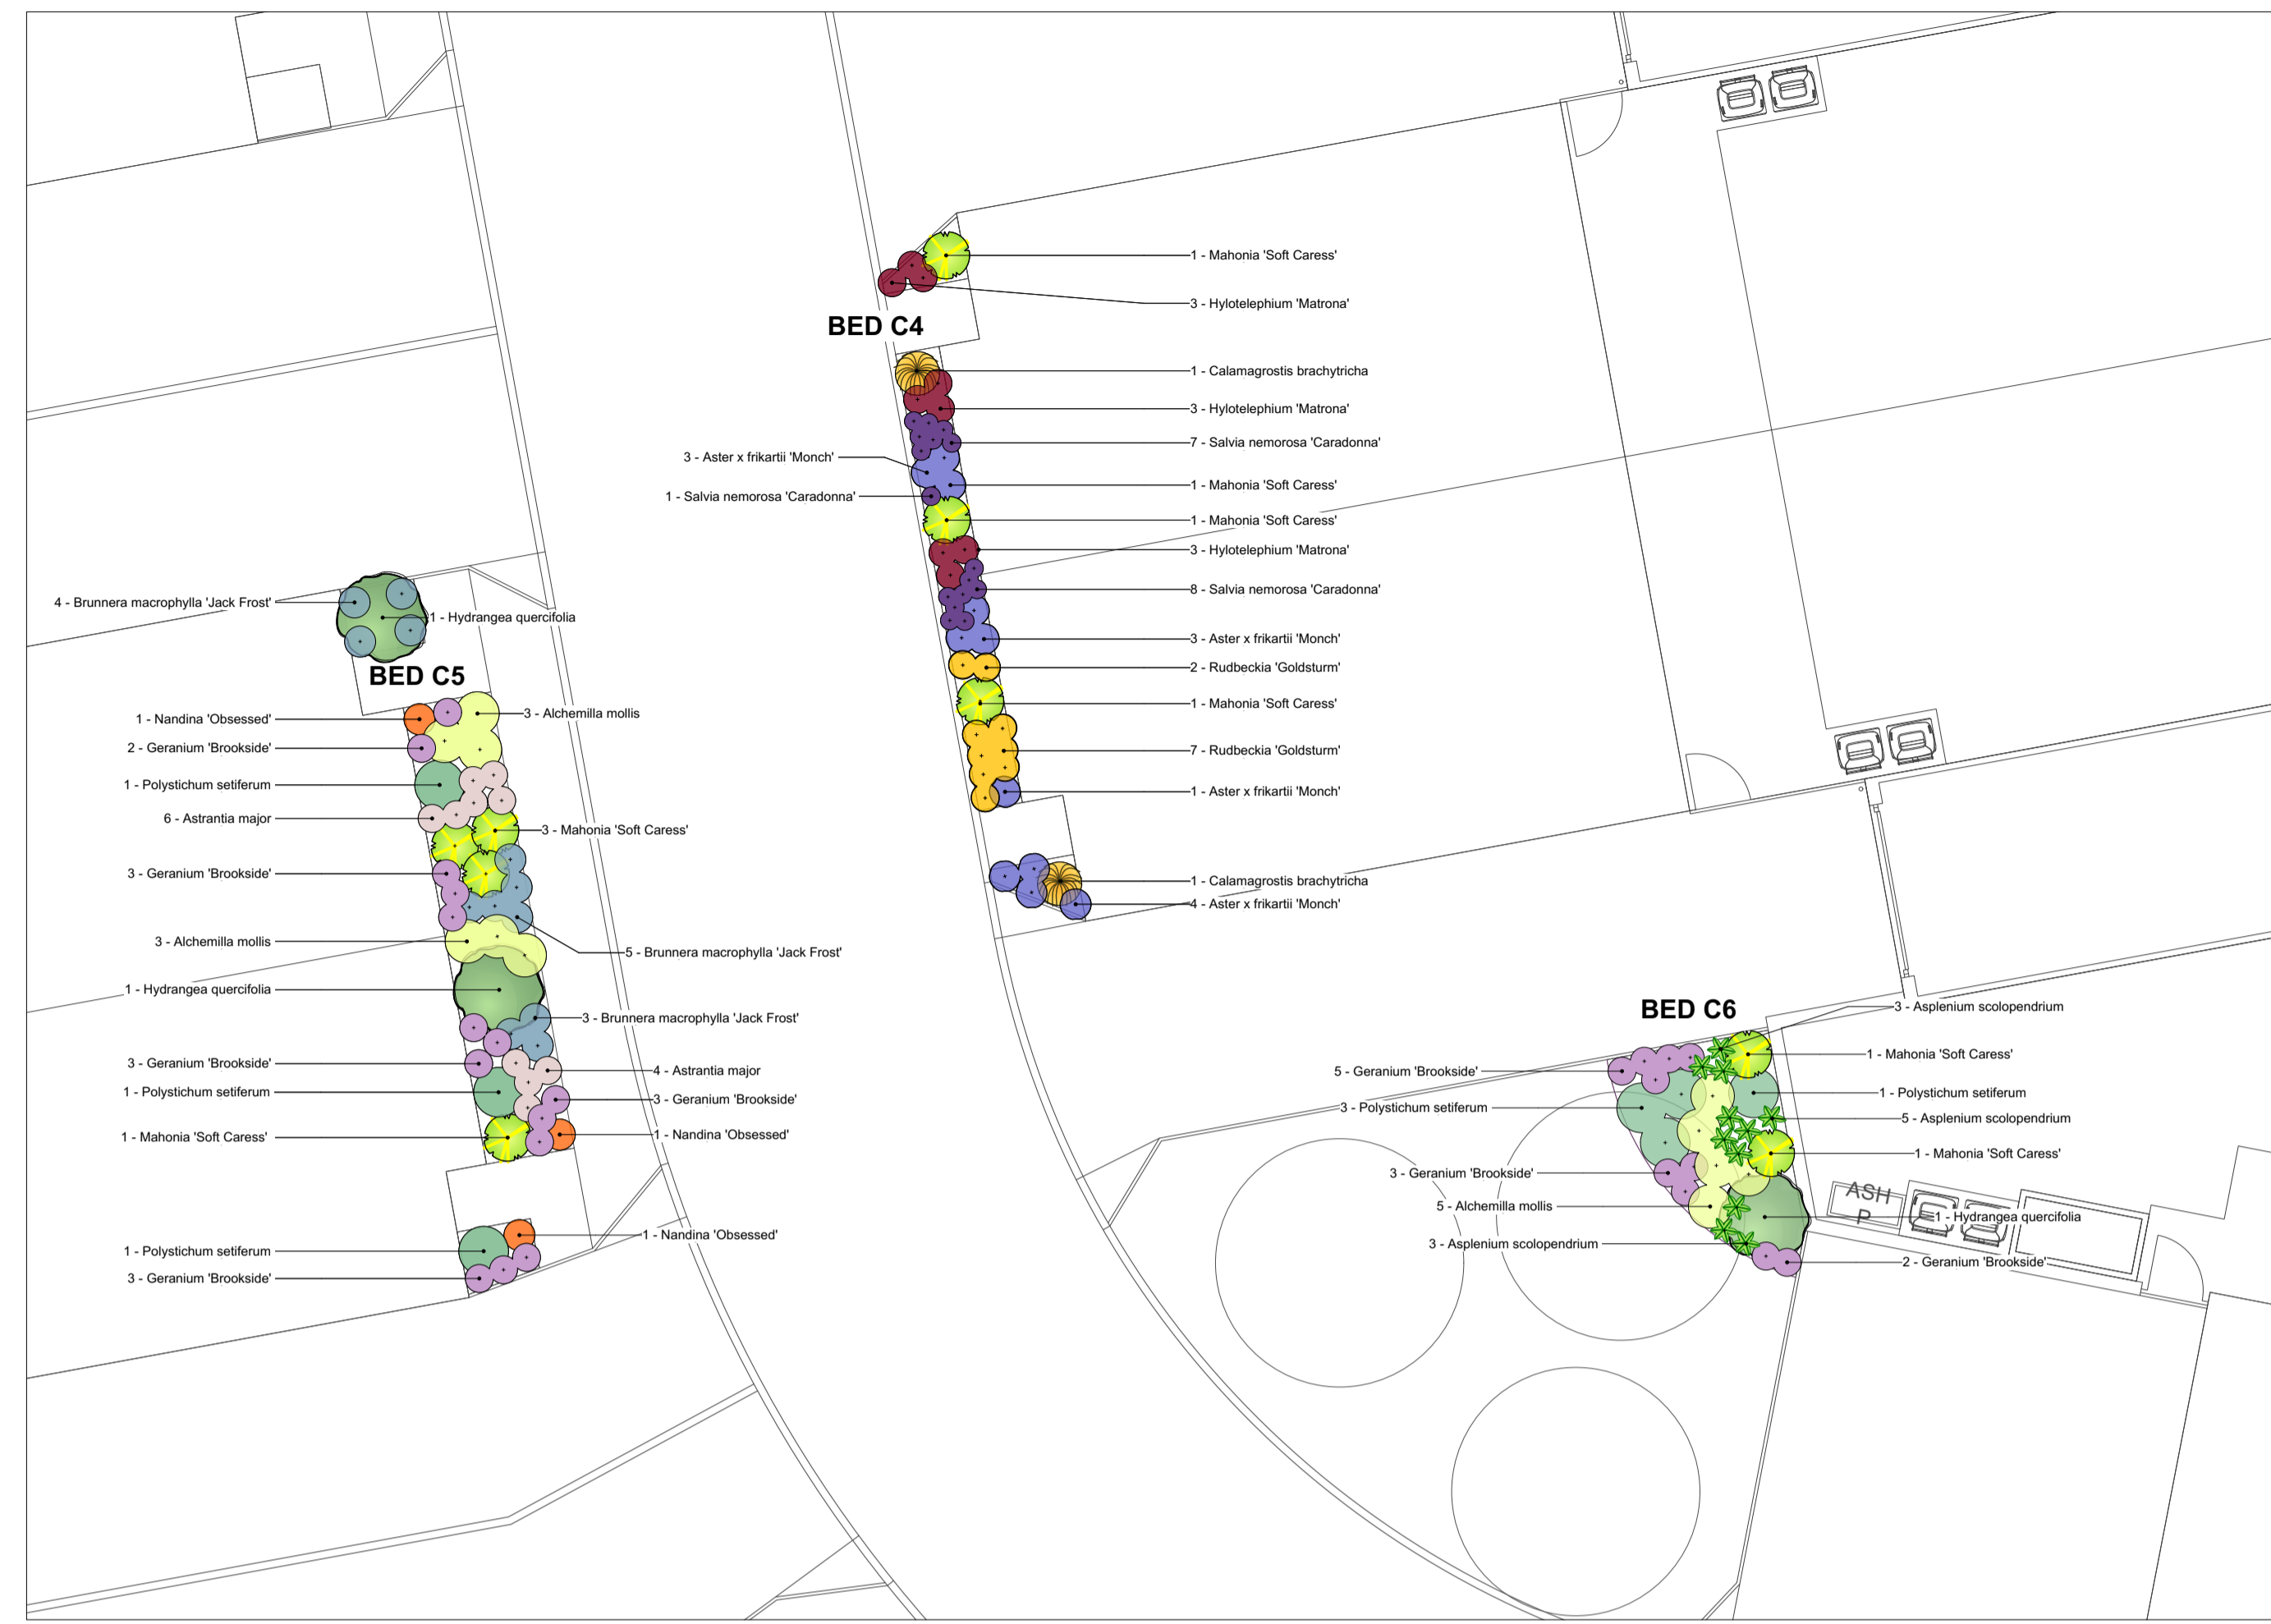 1 - Mahonia 'Soft Caress'
3 - Hylotelephium 'Matrona'
BED C4
1 - Calamagrostis brachytricha
3 - Hylotelephium 'Matrona'
7 - Salvia nemorosa 'Caradonna'
3 - Aster x frikartii 'Monch'
1 - Mahonia 'Soft Caress'
1 - Salvia nemorosa 'Caradonna'
1 - Mahonia 'Soft Caress'
3 - Hylotelephium 'Matrona'
8 - Salvia nemorosa 'Caradonna'
3 - Aster x frikartii 'Monch'
2 - Rudbeckia 'Goldsturm'
1 - Mahonia 'Soft Caress'
7 - Rudbeckia 'Goldsturm'
1 - Aster x frikartii 'Monch'
1 - Calamagrostis brachytricha
4 - Aster x frikartii 'Monch'
4 - Brunnera macrophylla 'Jack Frost'
1 - Hydrangea quercifolia
BED C5
1 - Nandina 'Obsessed'
3 - Alchemilla mollis
2 - Geranium 'Brookside'
1 - Polystichum setiferum
6 - Astrantia major
3 - Mahonia 'Soft Caress'
3 - Geranium 'Brookside'
3 - Alchemilla mollis
5 - Brunnera macrophylla 'Jack Frost'
1 - Hydrangea quercifolia
3 - Brunnera macrophylla 'Jack Frost'
3 - Geranium 'Brookside'
4 - Astrantia major
1 - Polystichum setiferum
3 - Geranium 'Brookside'
1 - Mahonia 'Soft Caress'
1 - Nandina 'Obsessed'
1 - Nandina 'Obsessed'
1 - Polystichum setiferum
3 - Geranium 'Brookside'
BED C6
3 - Asplenium scolopendrium
1 - Mahonia 'Soft Caress'
5 - Geranium 'Brookside'
1 - Polystichum setiferum
3 - Polystichum setiferum
5 - Asplenium scolopendrium
1 - Mahonia 'Soft Caress'
3 - Geranium 'Brookside'
ASH
P
5 - Alchemilla mollis
1 - Hydrangea quercifolia
3 - Asplenium scolopendrium
2 - Geranium 'Brookside'